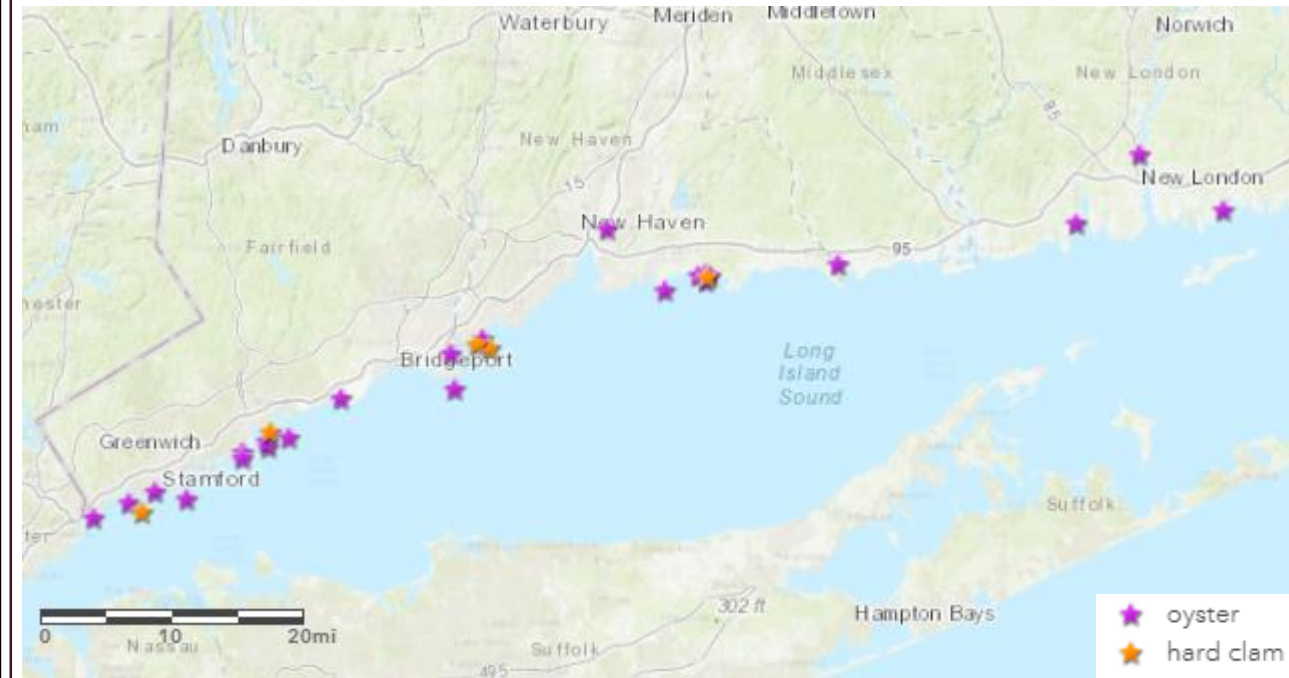 Waterbury
Meriden
Middletown
Norwich
Middlesex
New London
85
Danbury
New Haven
15
New London
New Haven
Fairfield
95
Long
Island
Sound
Bridgeport
Greenwich
Stamford
Suffolk
302 ft
Hampton Bays
0 10 20mi
Nassau
Suffolk
495
oyster
hard clam